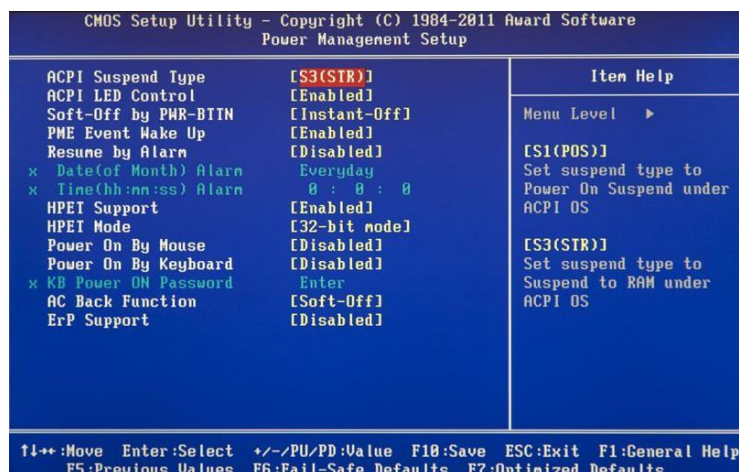 CMOS Setup Utility - Copyright (C) 1984-2011 Award Software
Power Management Setup
ACPI Suspend Type [S3(STR)]
ACPI LED Control [Enabled]
Soft-Off by PWR-BTTN [Instant-Off]
PME Event Wake Up [Enabled]
Resume by Alarm [Disabled]
x Date(of Month) Alarm Everyday
x Time(hh:mm:ss) Alarm 0 : 0 : 0
HPET Support [Enabled]
HPET Mode [32-bit mode]
Power On By Mouse [Disabled]
Power On By Keyboard [Disabled]
x KB Power ON Password Enter
AC Back Function [Soft-Off]
ErP Support [Disabled]
Item Help
Menu Level ▶
[S1(POS)]
Set suspend type to
Power On Suspend under
ACPI OS
[S3(STR)]
Set suspend type to
Suspend to RAM under
ACPI OS
↑↓→←:Move Enter:Select +/-/PU/PD:Value F10:Save ESC:Exit F1:General Help
F5:Previous Values F6:Fail-Safe Defaults F7:Optimized Defaults